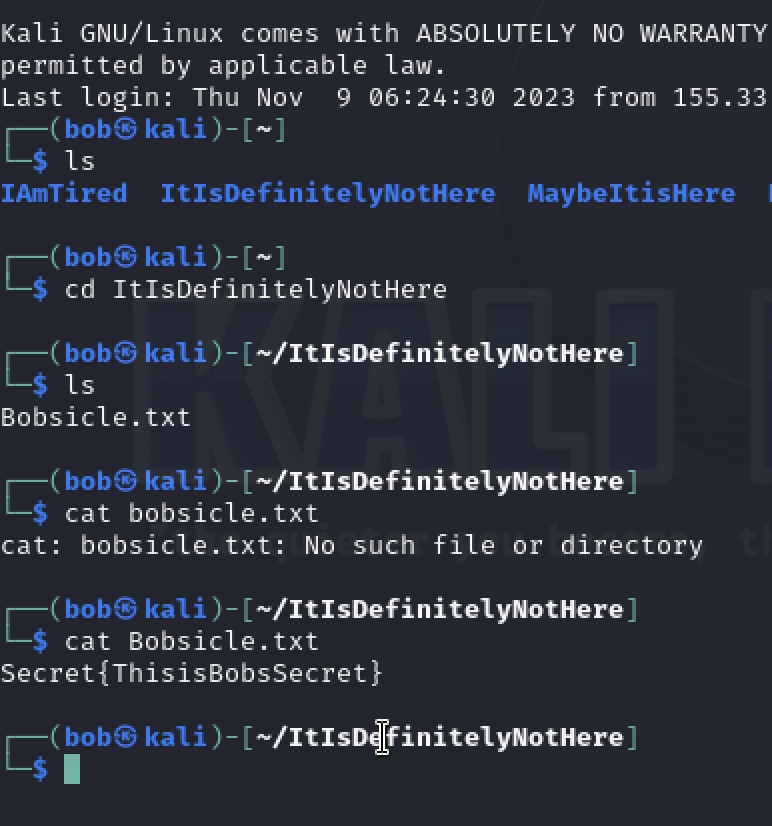 Kali GNU/Linux comes with ABSOLUTELY NO WARRANTY
permitted by applicable law.
Last login: Thu Nov  9 06:24:30 2023 from 155.33
┌──(bob㉿kali)-[~]
└─$ ls
IAmTired  ItIsDefinitelyNotHere  MaybeItisHere
┌──(bob㉿kali)-[~]
└─$ cd ItIsDefinitelyNotHere
┌──(bob㉿kali)-[~/ItIsDefinitelyNotHere]
└─$ ls
Bobsicle.txt
┌──(bob㉿kali)-[~/ItIsDefinitelyNotHere]
└─$ cat bobsicle.txt
cat: bobsicle.txt: No such file or directory
┌──(bob㉿kali)-[~/ItIsDefinitelyNotHere]
└─$ cat Bobsicle.txt
Secret{ThisisBobsSecret}
┌──(bob㉿kali)-[~/ItIsDefinitelyNotHere]
└─$
KALI